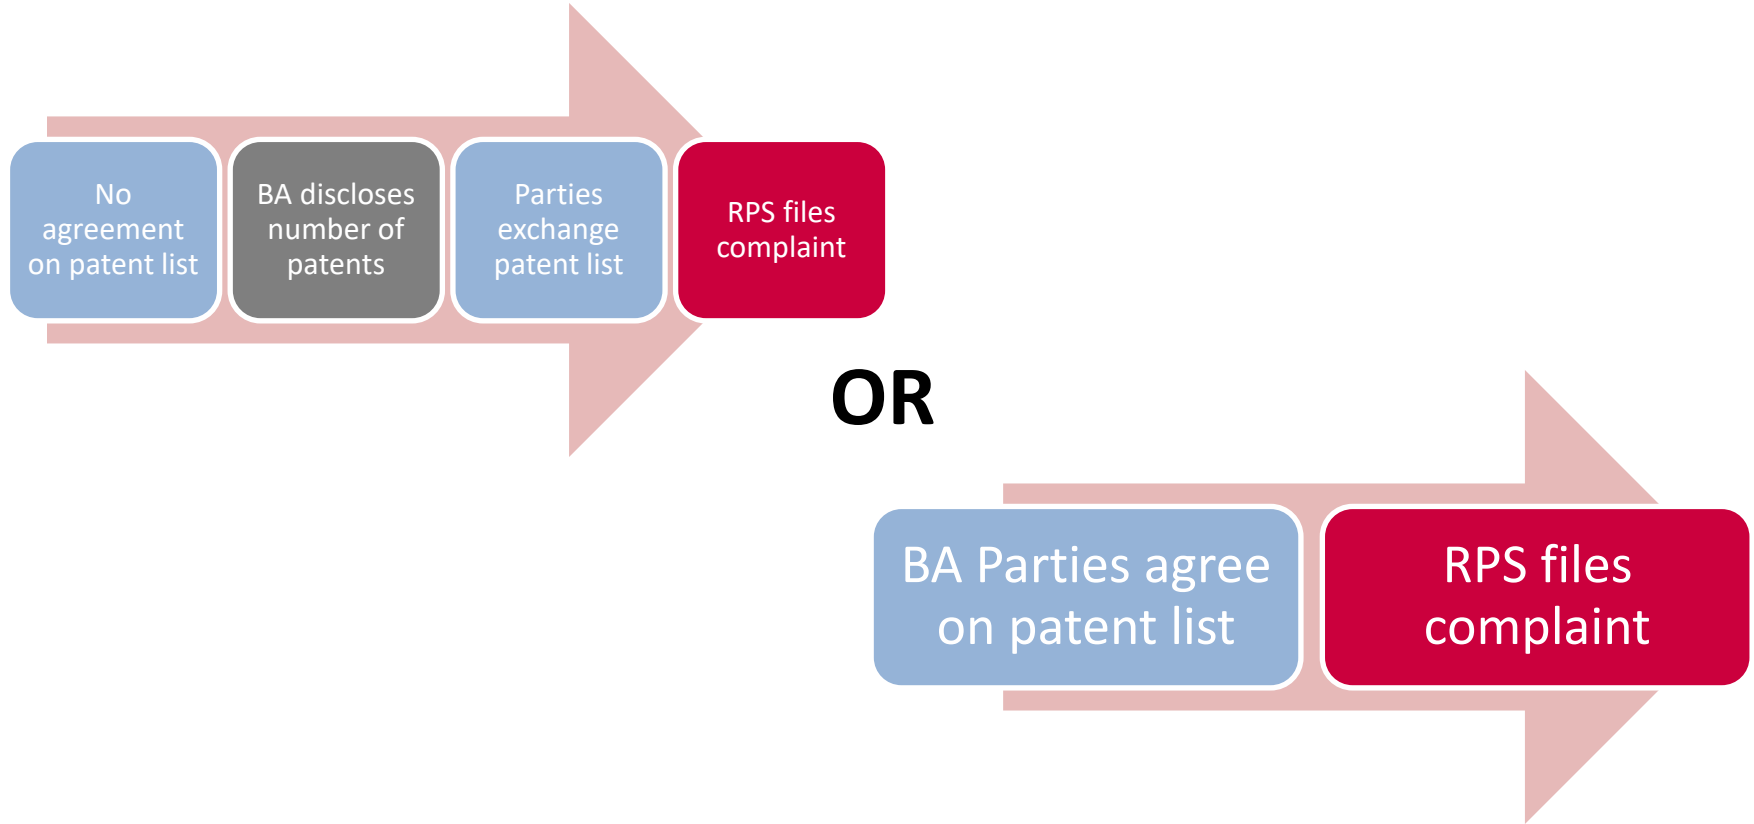 No
agreement
on patent list
BA discloses
number of
patents
Parties
exchange
patent list
RPS files
complaint
OR
BA Parties agree
on patent list
RPS files
complaint